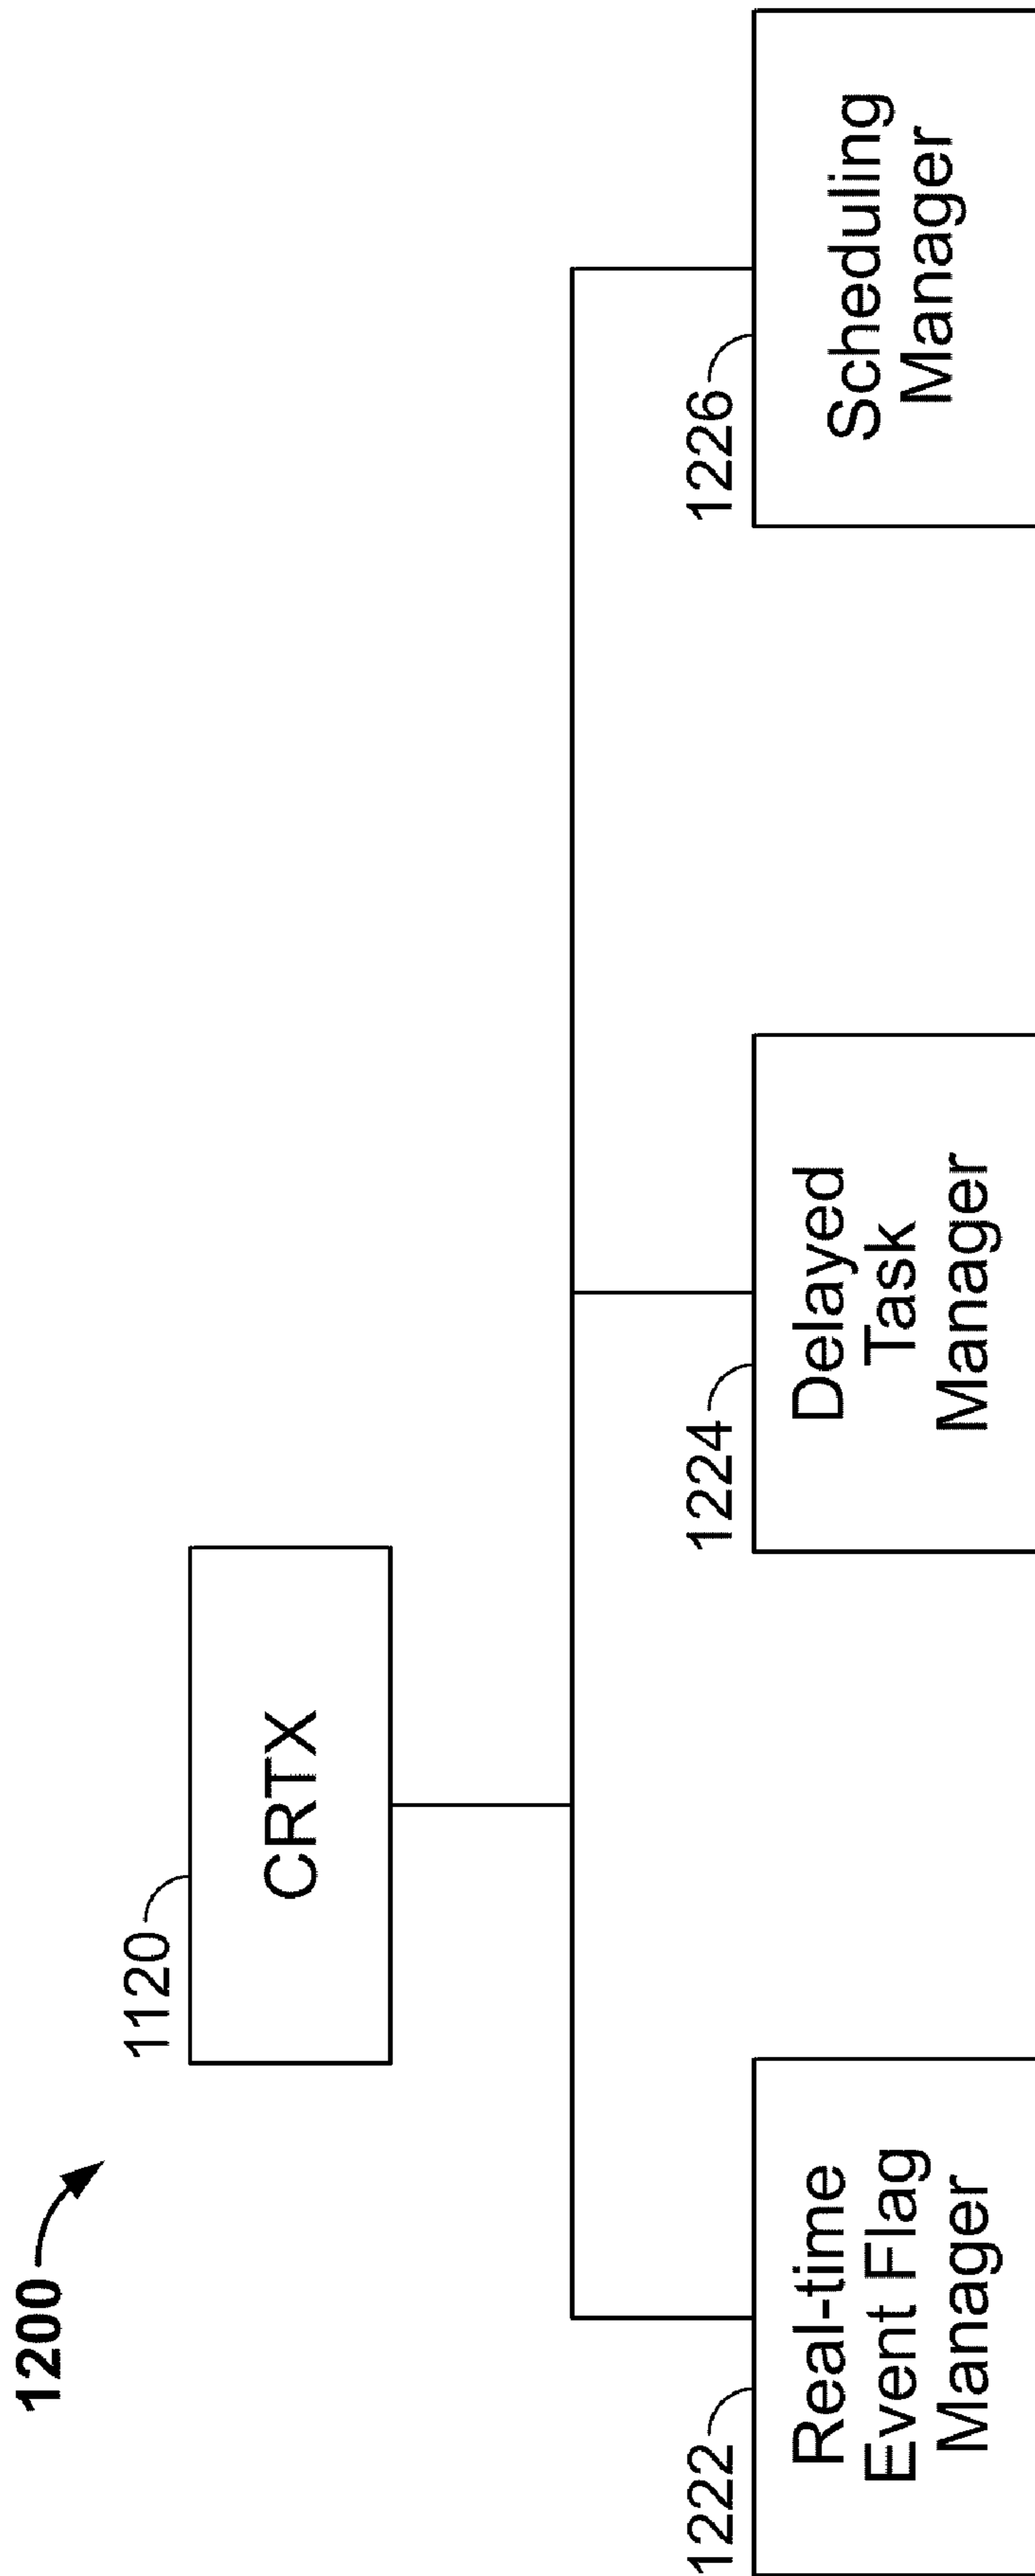 1200
1120
CRTX
1222
Real-time
Event Flag
Manager
1224
Delayed
Task
Manager
1226
Scheduling
Manager